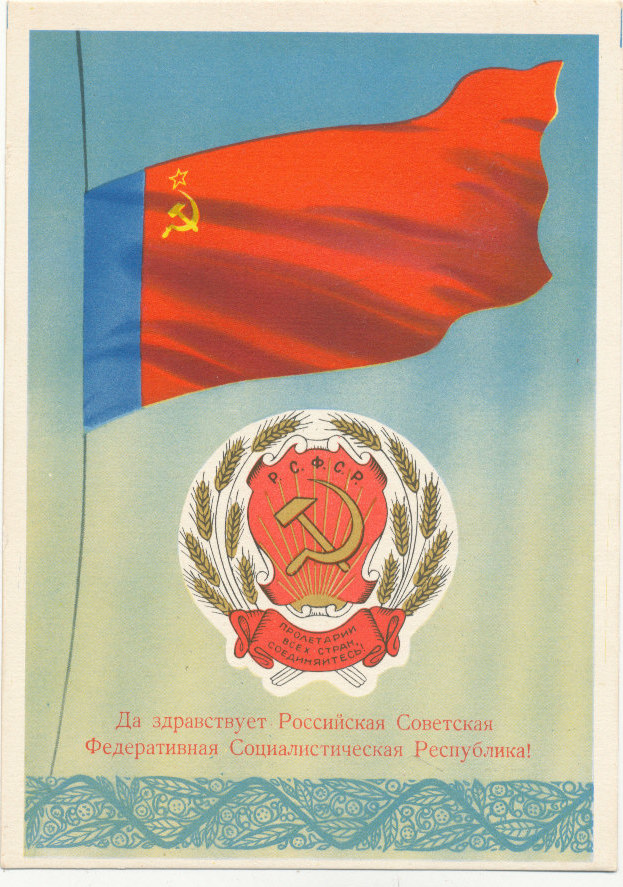 Р. С. Ф. С. Р.
ПРОЛЕТАРИИ
ВСЕХ СТРАН,
СОЕДИНЯЙТЕСЬ!
Да здравствует Российская Советская
Федеративная Социалистическая Республика!